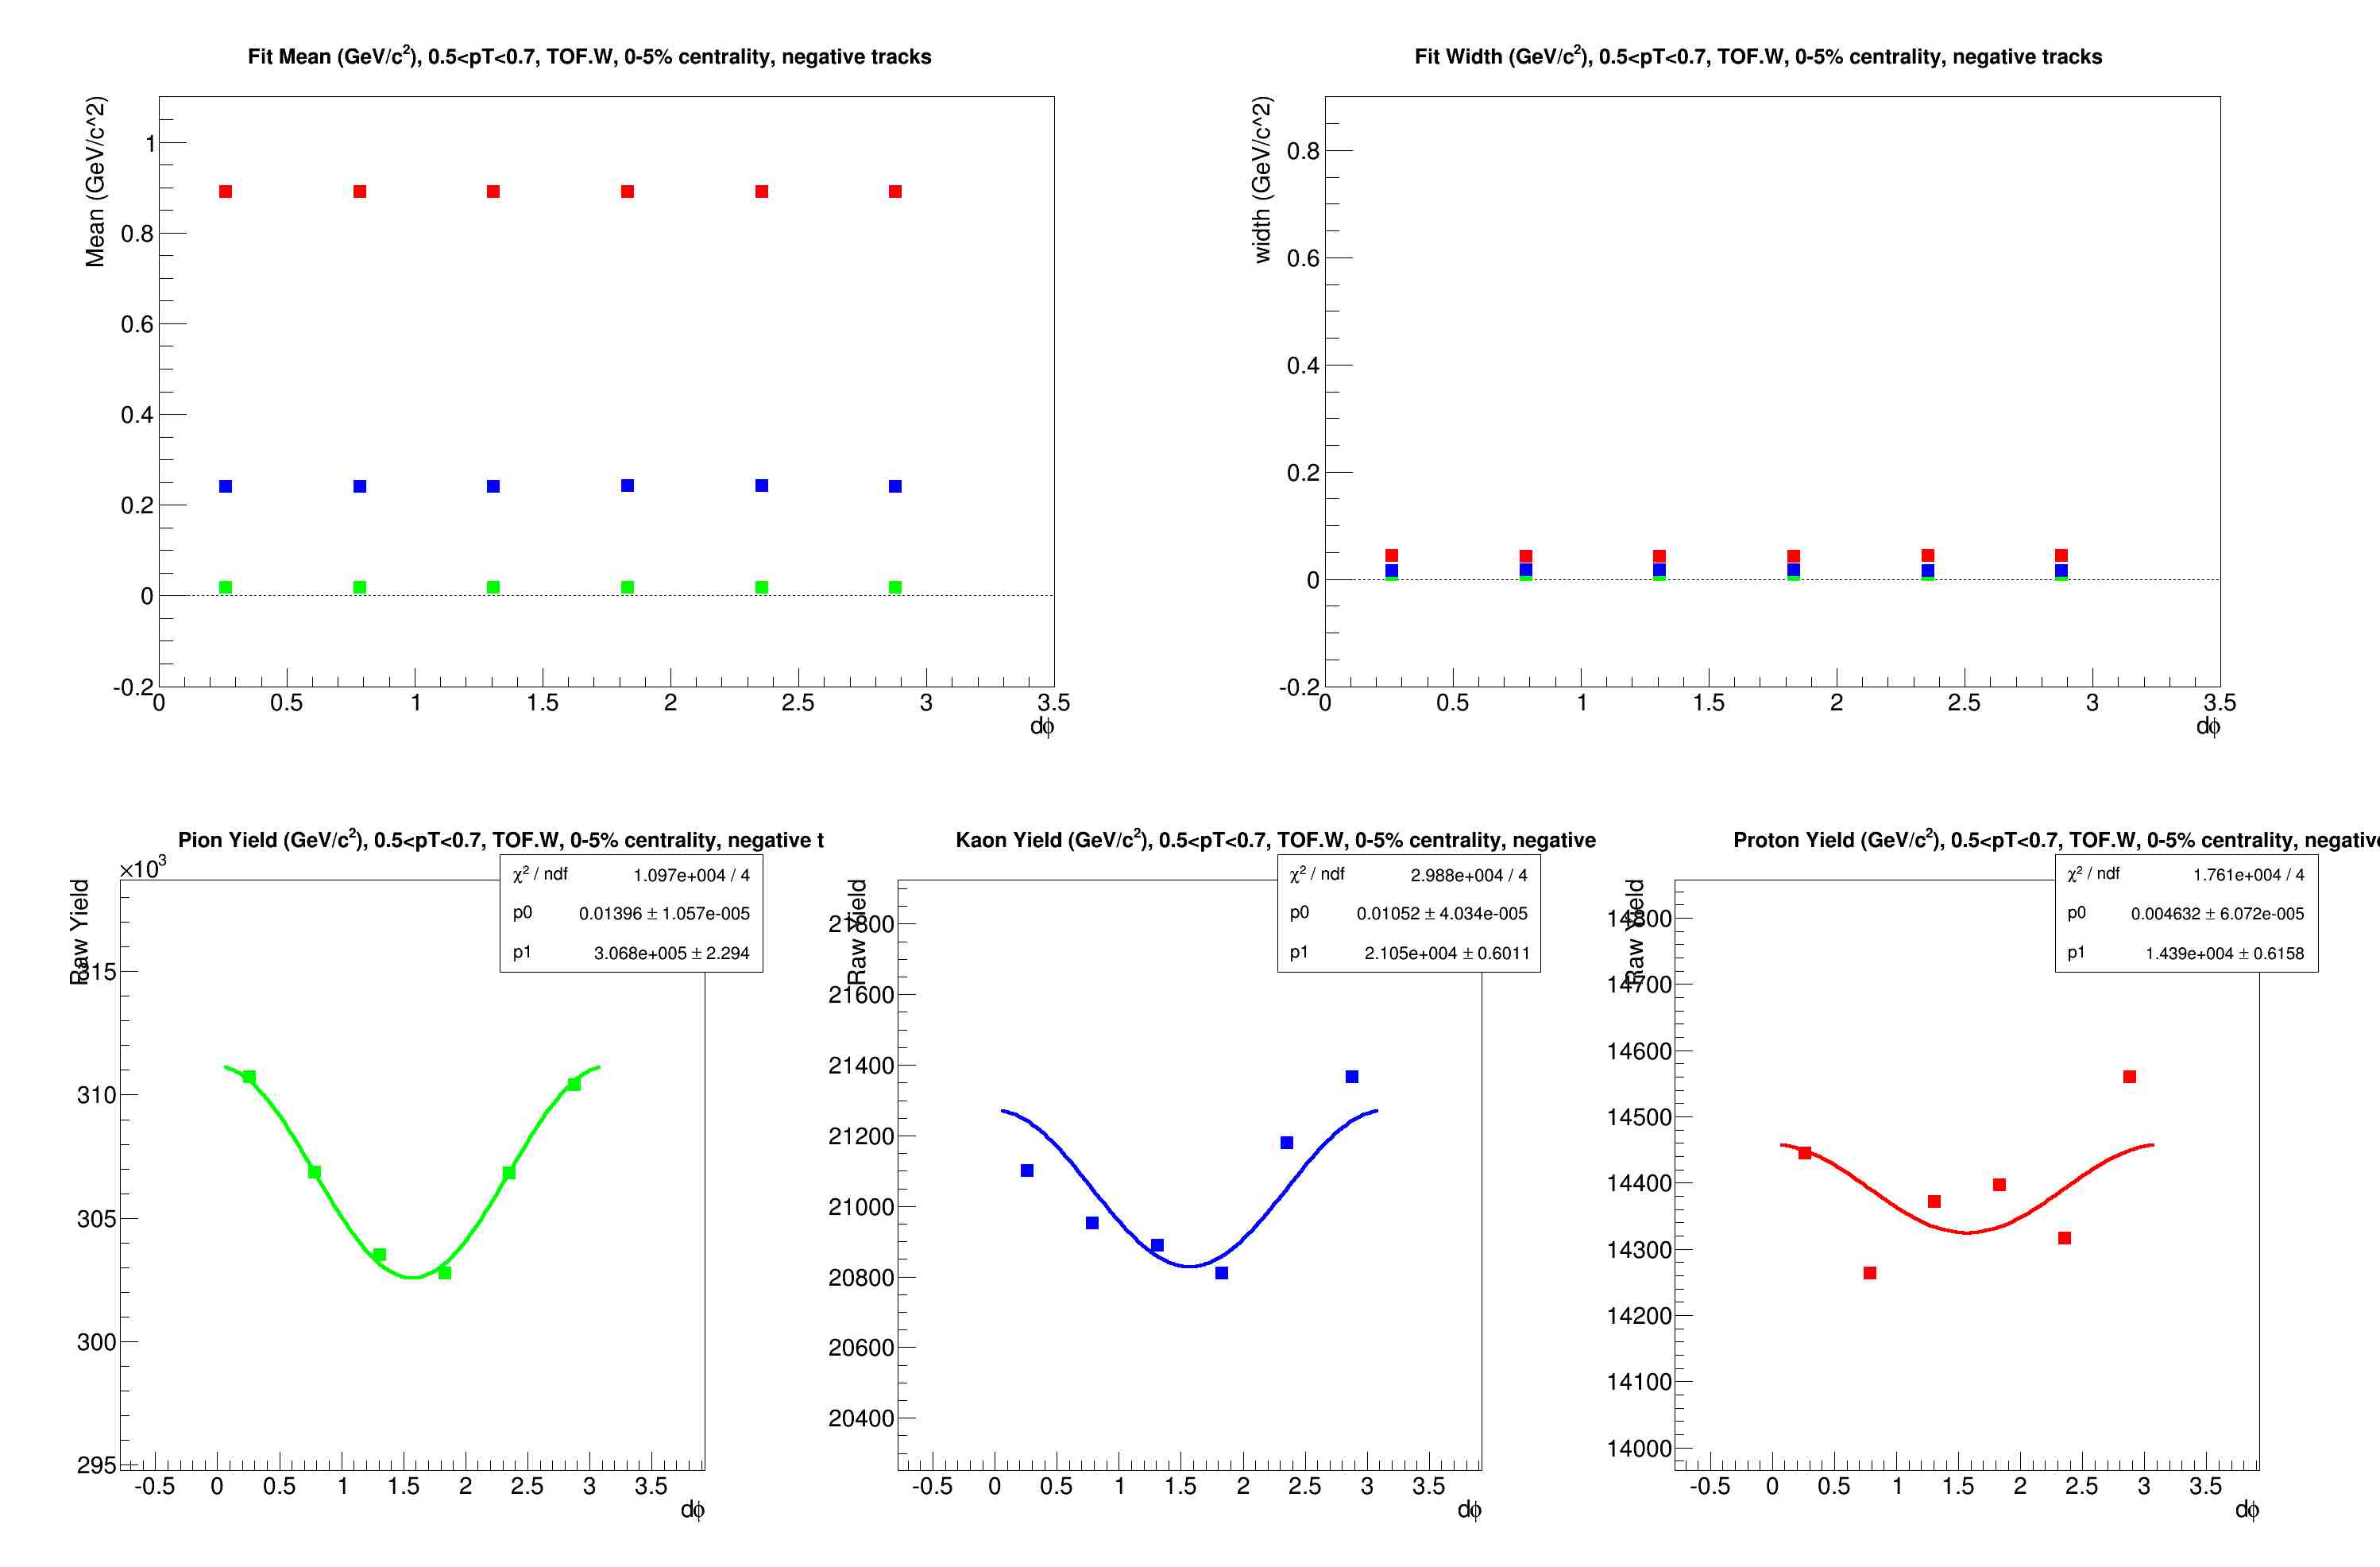 Fit Mean (GeV/c2), 0.5<pT<0.7, TOF.W, 0-5% centrality, negative tracks
Mean (GeV/c^2)
1
0.8
0.6
0.4
0.2
0
-0.2
0 0.5 1 1.5 2 2.5 3 3.5
dφ
Fit Width (GeV/c2), 0.5<pT<0.7, TOF.W, 0-5% centrality, negative tracks
width (GeV/c^2)
0.8
0.6
0.4
0.2
0
-0.2
0 0.5 1 1.5 2 2.5 3 3.5
dφ
Pion Yield (GeV/c2), 0.5<pT<0.7, TOF.W, 0-5% centrality, negative t
×103
Raw Yield
χ2 / ndf 1.097e+004 / 4
p0 0.01396 ± 1.057e-005
p1 3.068e+005 ± 2.294
315
310
305
300
295
-0.5 0 0.5 1 1.5 2 2.5 3 3.5
dφ
Kaon Yield (GeV/c2), 0.5<pT<0.7, TOF.W, 0-5% centrality, negative
Raw Yield
χ2 / ndf 2.988e+004 / 4
p0 0.01052 ± 4.034e-005
p1 2.105e+004 ± 0.6011
21800
21600
21400
21200
21000
20800
20600
20400
-0.5 0 0.5 1 1.5 2 2.5 3 3.5
dφ
Proton Yield (GeV/c2), 0.5<pT<0.7, TOF.W, 0-5% centrality, negative
Raw Yield
χ2 / ndf 1.761e+004 / 4
p0 0.004632 ± 6.072e-005
p1 1.439e+004 ± 0.6158
14800
14700
14600
14500
14400
14300
14200
14100
14000
-0.5 0 0.5 1 1.5 2 2.5 3 3.5
dφ